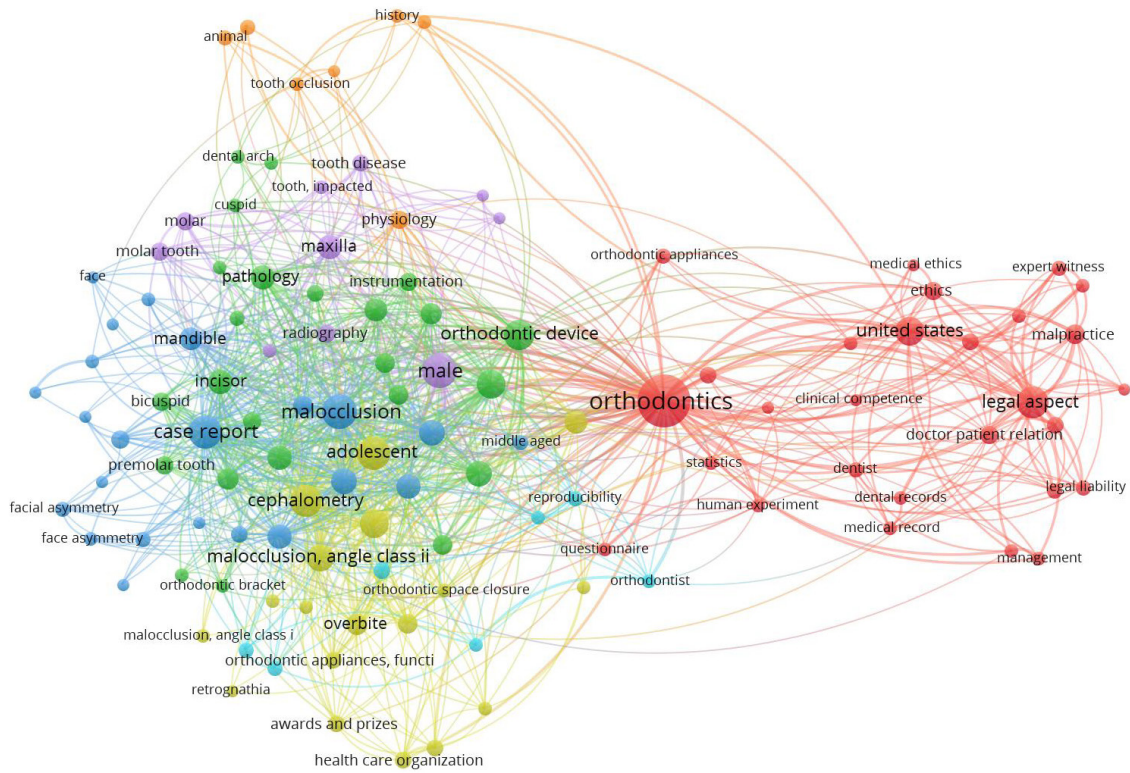 history
animal
tooth occlusion
dental arch
tooth disease
tooth, impacted
cuspid
molar
physiology
maxilla
molar tooth
orthodontic appliances
medical ethics
expert witness
face
pathology
instrumentation
ethics
mandible
radiography
orthodontic device
united states
malpractice
male
incisor
bicuspid
malocclusion
orthodontics
clinical competence
legal aspect
case report
middle aged
doctor patient relation
adolescent
premolar tooth
statistics
dentist
cephalometry
reproducibility
human experiment
dental records
legal liability
facial asymmetry
medical record
face asymmetry
malocclusion, angle class ii
questionnaire
management
orthodontic bracket
orthodontic space closure
orthodontist
overbite
malocclusion, angle class i
orthodontic appliances, functi
retrognathia
awards and prizes
health care organization